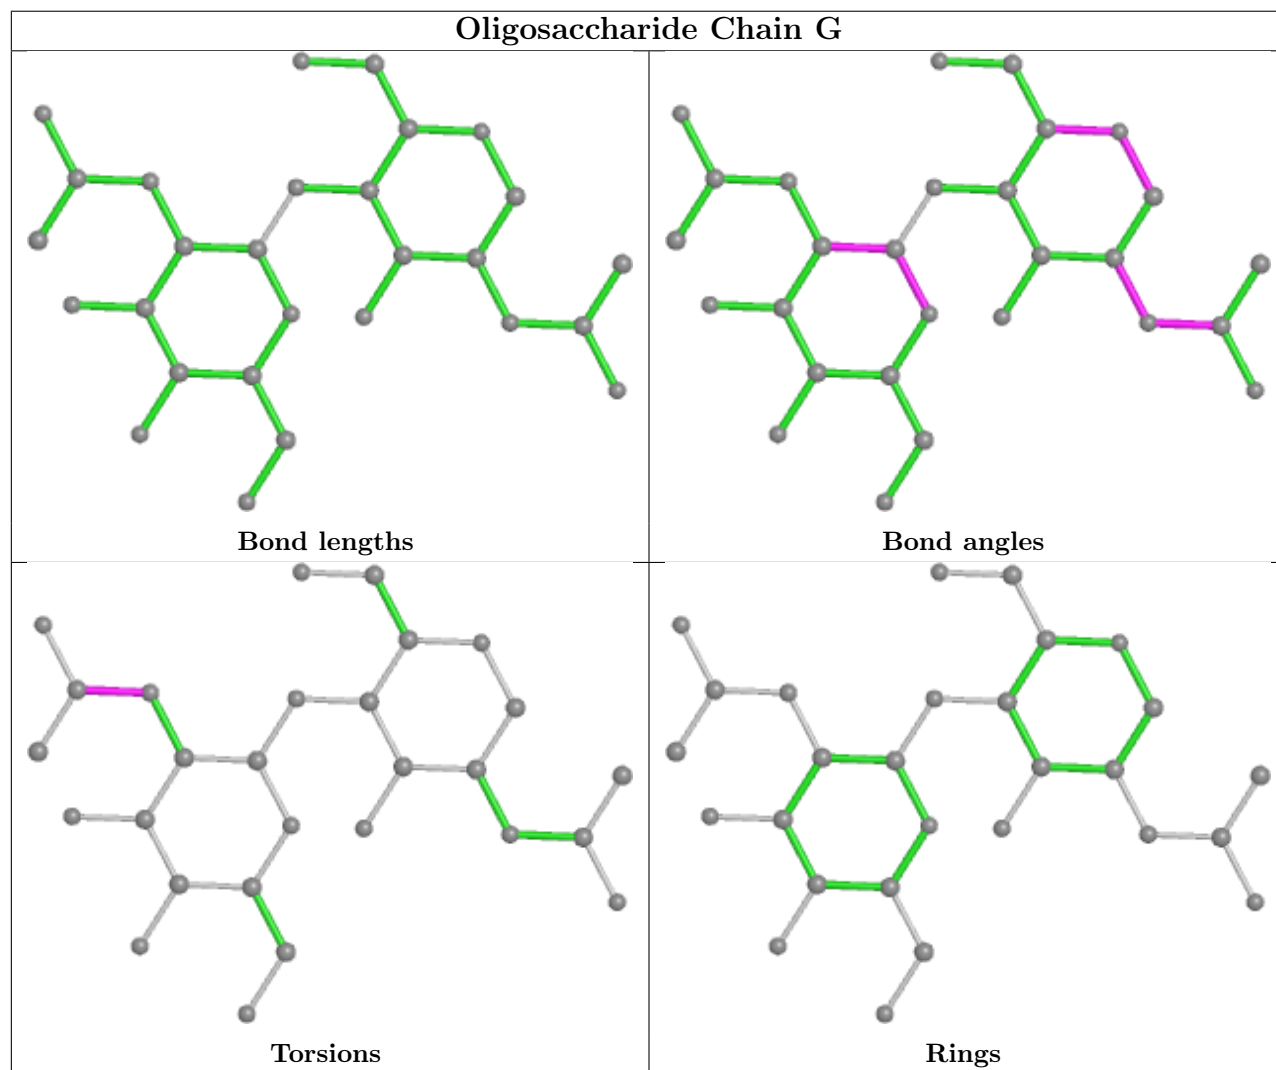 Oligosaccharide Chain G
Bond lengths
Bond angles
Torsions
Rings